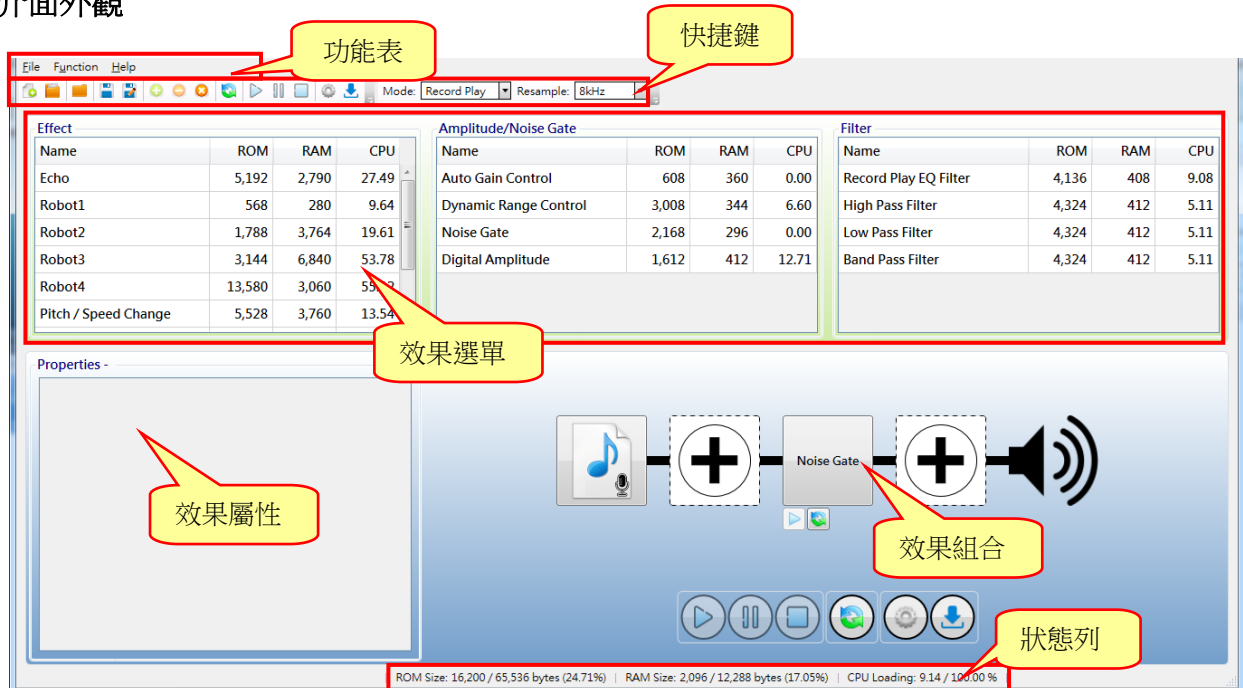 介面外觀
功能表
快捷鍵
File Function Help
Mode: Record Play Resample: 8kHz
Effect
Name ROM RAM CPU
Echo 5,192 2,790 27.49
Robot1 568 280 9.64
Robot2 1,788 3,764 19.61
Robot3 3,144 6,840 53.78
Robot4 13,580 3,060
Pitch / Speed Change 5,528 3,760 13.54
Amplitude/Noise Gate
Name ROM RAM CPU
Auto Gain Control 608 360 0.00
Dynamic Range Control 3,008 344 6.60
Noise Gate 2,168 296 0.00
Digital Amplitude 1,612 412 12.71
Filter
Name ROM RAM CPU
Record Play EQ Filter 4,136 408 9.08
High Pass Filter 4,324 412 5.11
Low Pass Filter 4,324 412 5.11
Band Pass Filter 4,324 412 5.11
效果選單
Properties -
效果屬性
Noise Gate
效果組合
狀態列
ROM Size: 16,200 / 65,536 bytes (24.71%) | RAM Size: 2,096 / 12,288 bytes (17.05%) | CPU Loading: 9.14 / 100.00 %